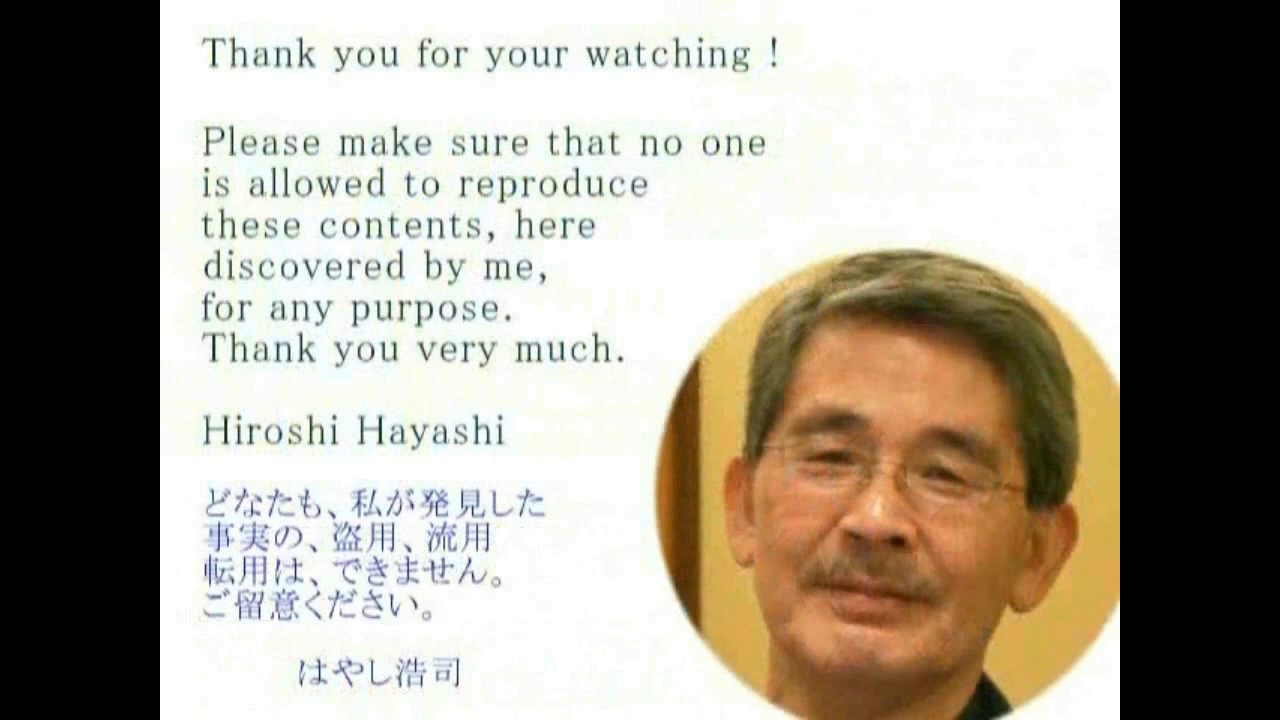 Thank you for your watching !
Please make sure that no one
is allowed to reproduce
these contents, here
discovered by me,
for any purpose.
Thank you very much.
Hiroshi Hayashi
どなたも、私が発見した
事実の、盗用、流用
転用は、できません。
ご留意ください。
はやし浩司